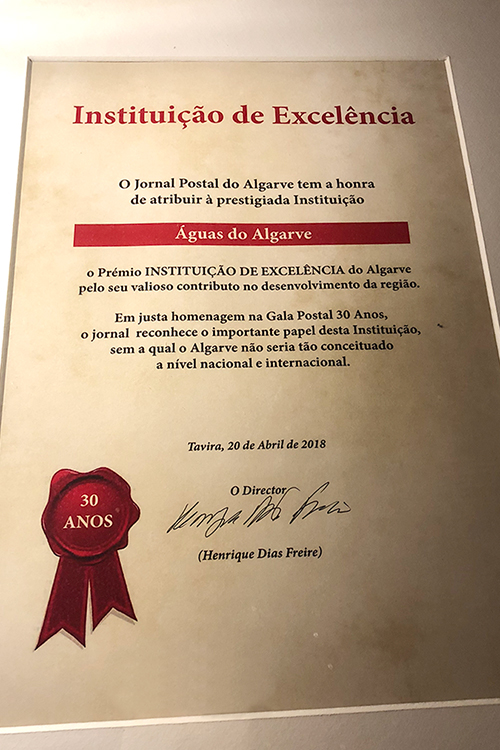 Instituição de Excelência
O Jornal Postal do Algarve tem a honra
de atribuir à prestigiada Instituição
Águas do Algarve
o Prémio INSTITUIÇÃO DE EXCELÊNCIA do Algarve
pelo seu valioso contributo no desenvolvimento da região.
Em justa homenagem na Gala Postal 30 Anos,
o jornal reconhece o importante papel desta Instituição,
sem a qual o Algarve não seria tão conceituado
a nível nacional e internacional.
Tavira, 20 de Abril de 2018
30
ANOS
O Director
(Henrique Dias Freire)